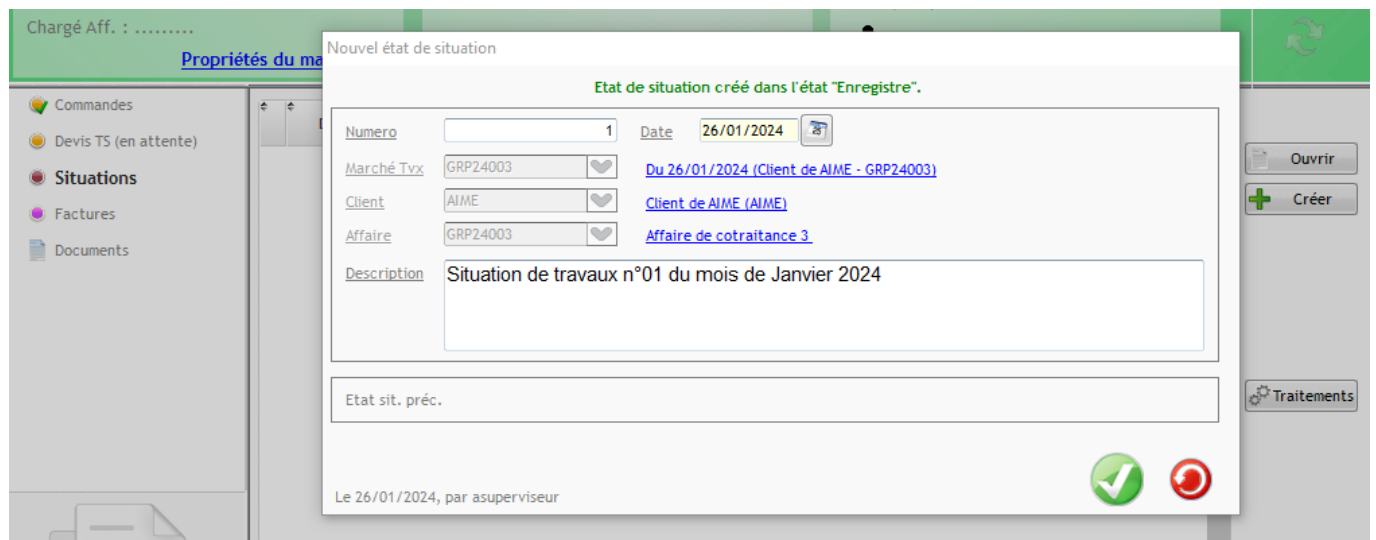 Chargé Aff. : .........
Propriétés du ma
Nouvel état de situation
Etat de situation créé dans l'état "Enregistre".
Commandes
Devis TS (en attente)
Situations
Factures
Documents
Numero 1 Date 26/01/2024
Marché Tvx GRP24003 Du 26/01/2024 (Client de AIME - GRP24003)
Client AIME Client de AIME (AIME)
Affaire GRP24003 Affaire de cotraitance 3
Description Situation de travaux n°01 du mois de Janvier 2024
Etat sit. préc.
Le 26/01/2024, par asuperviseur
Ouvrir
Créer
Traitements